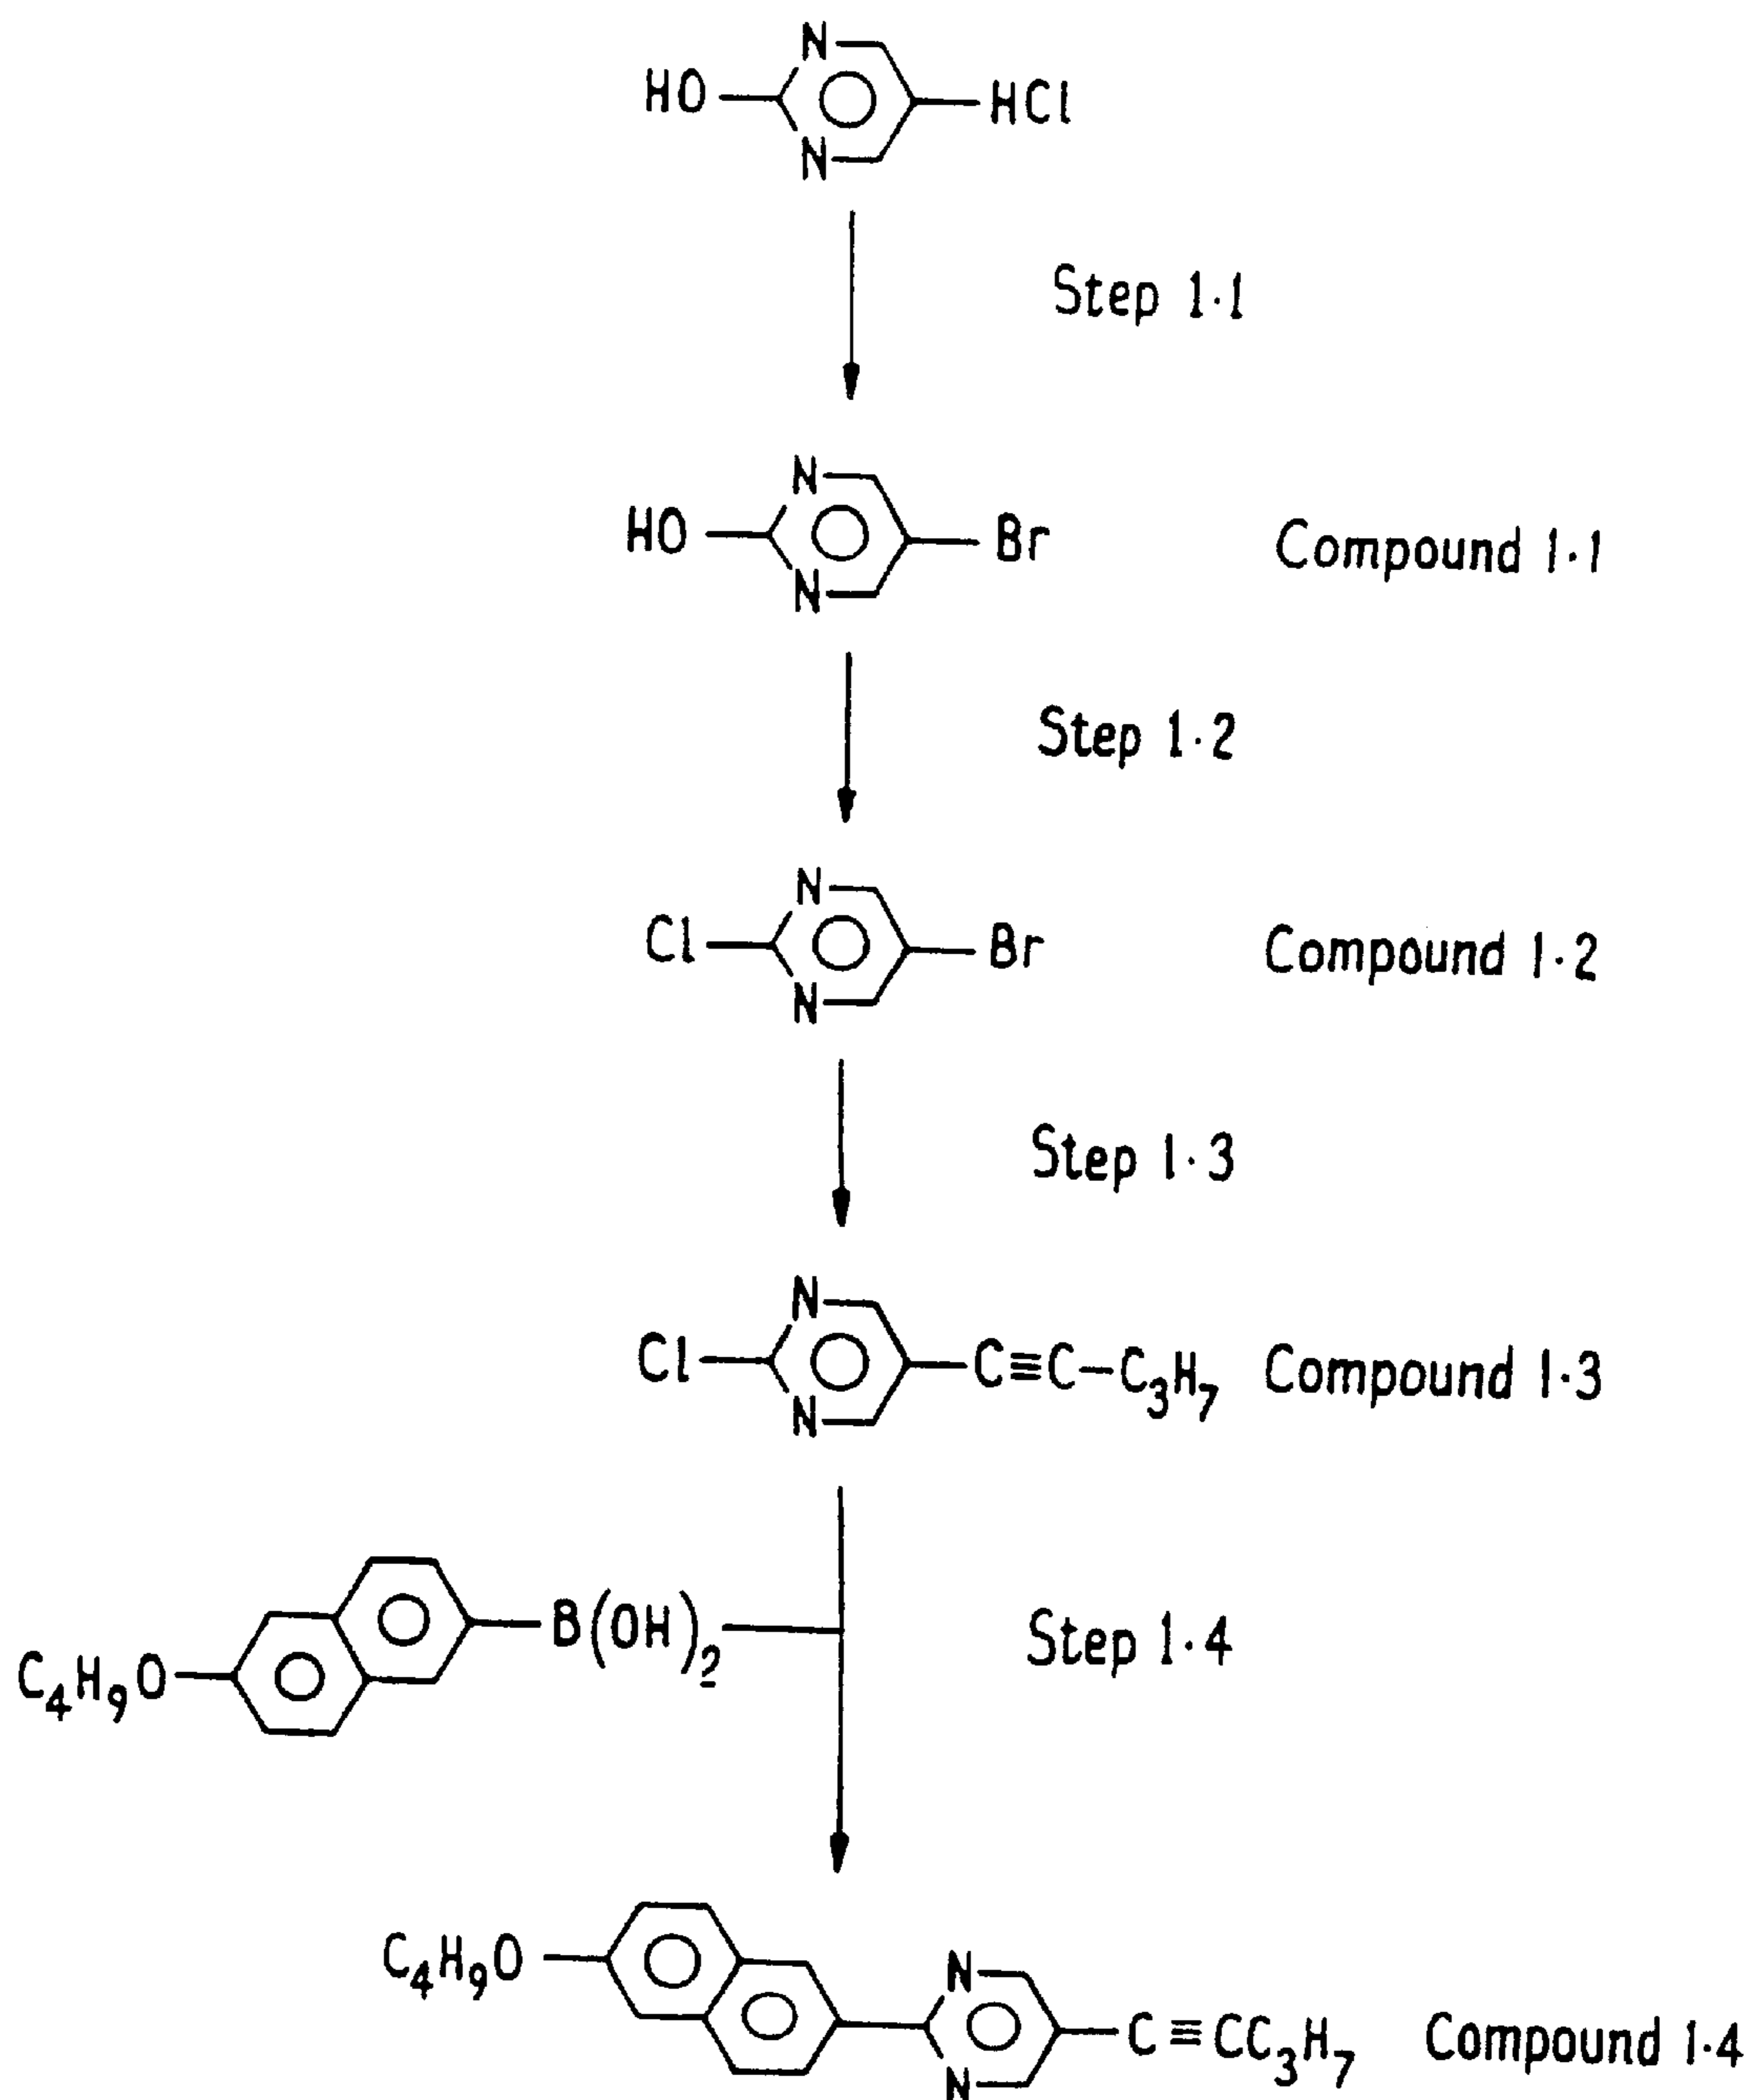 N
HO HCl
N
Step 1·1
N
HO Br Compound 1·1
N
Step 1·2
N
Cl Br Compound 1·2
N
Step 1·3
N
Cl C≡C-C₃H₇ Compound 1·3
N
B(OH)₂ Step 1·4
C₄H₉O
C₄H₉O N
C≡CC₃H₇ Compound 1·4
N